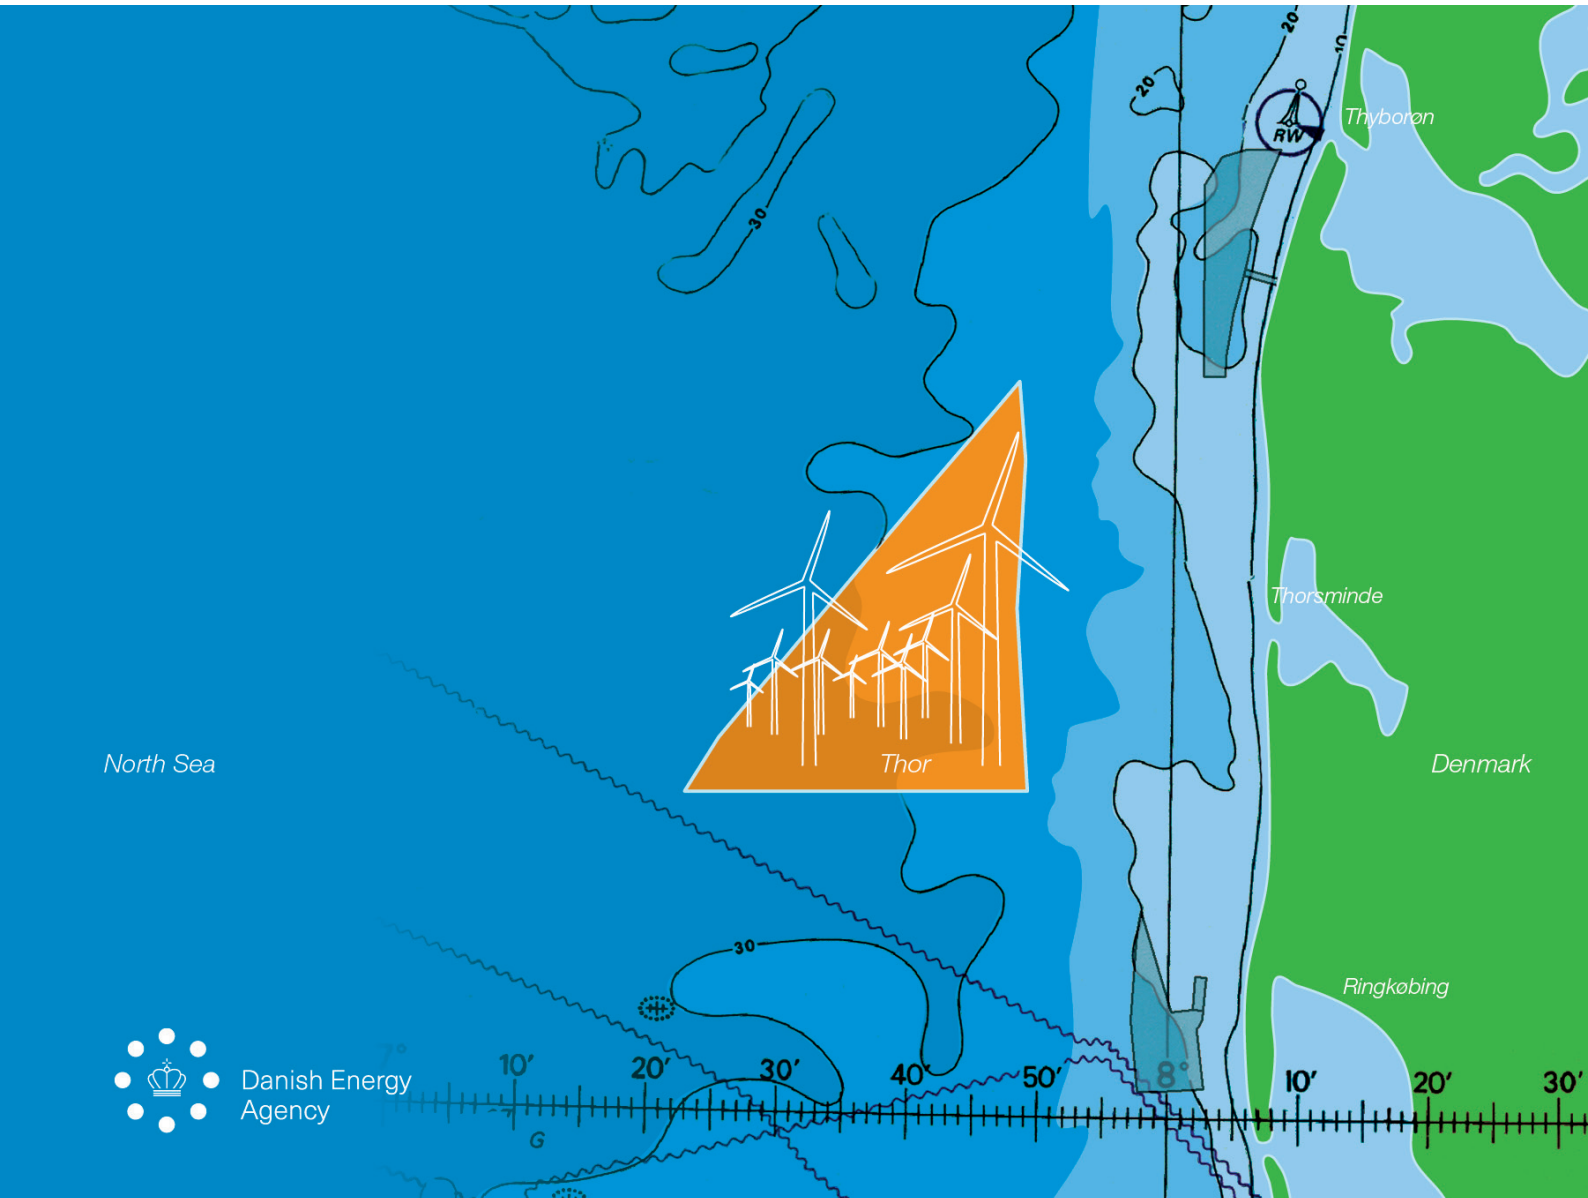 20
10
20
RW
Thyborøn
30
Thorsminde
North Sea
Thor
Denmark
30
Ringkøbing
Danish Energy
Agency
7°
10′
20′
30′
40′
50′
8°
10′
20′
30′
G